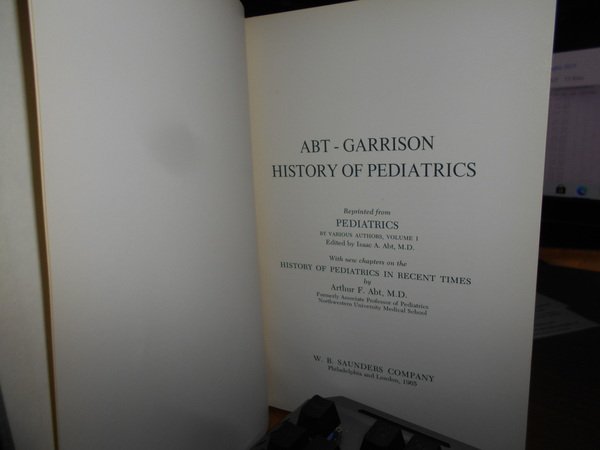 ABT - GARRISON
HISTORY OF PEDIATRICS
Reprinted from
PEDIATRICS
BY VARIOUS AUTHORS, VOLUME I
Edited by Isaac A. Abt, M.D.
With new chapters on the
HISTORY OF PEDIATRICS IN RECENT TIMES
by
Arthur F. Abt, M.D.
Formerly Associate Professor of Pediatrics
Northwestern University Medical School
W. B. SAUNDERS COMPANY
Philadelphia and London, 1965